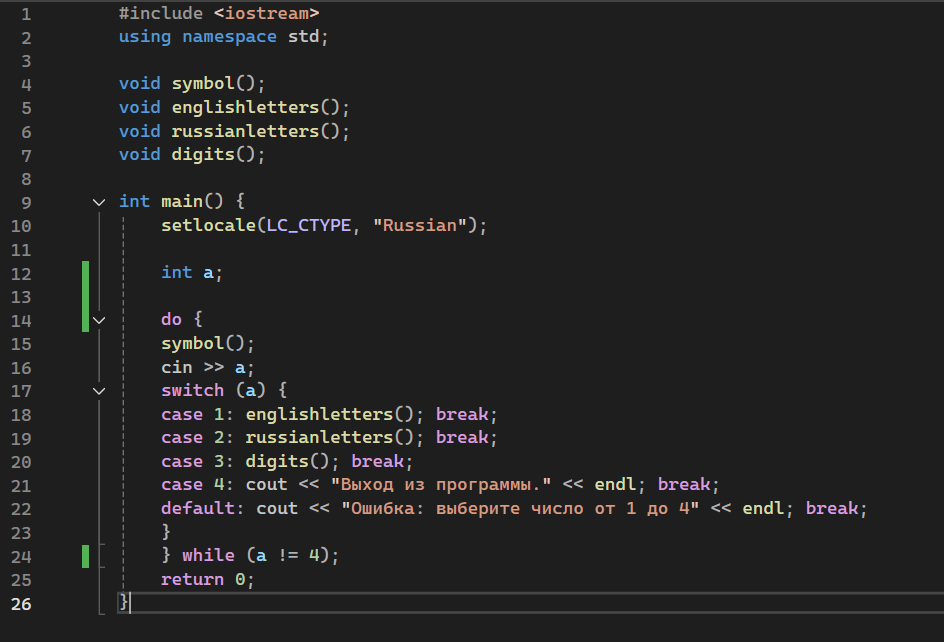 1 #include <iostream>
2 using namespace std;
3
4 void symbol();
5 void englishletters();
6 void russianletters();
7 void digits();
8
9 int main() {
10 setlocale(LC_CTYPE, "Russian");
11
12 int a;
13
14 do {
15 symbol();
16 cin >> a;
17 switch (a) {
18 case 1: englishletters(); break;
19 case 2: russianletters(); break;
20 case 3: digits(); break;
21 case 4: cout << "Выход из программы." << endl; break;
22 default: cout << "Ошибка: выберите число от 1 до 4" << endl; break;
23 }
24 } while (a != 4);
25 return 0;
26 }